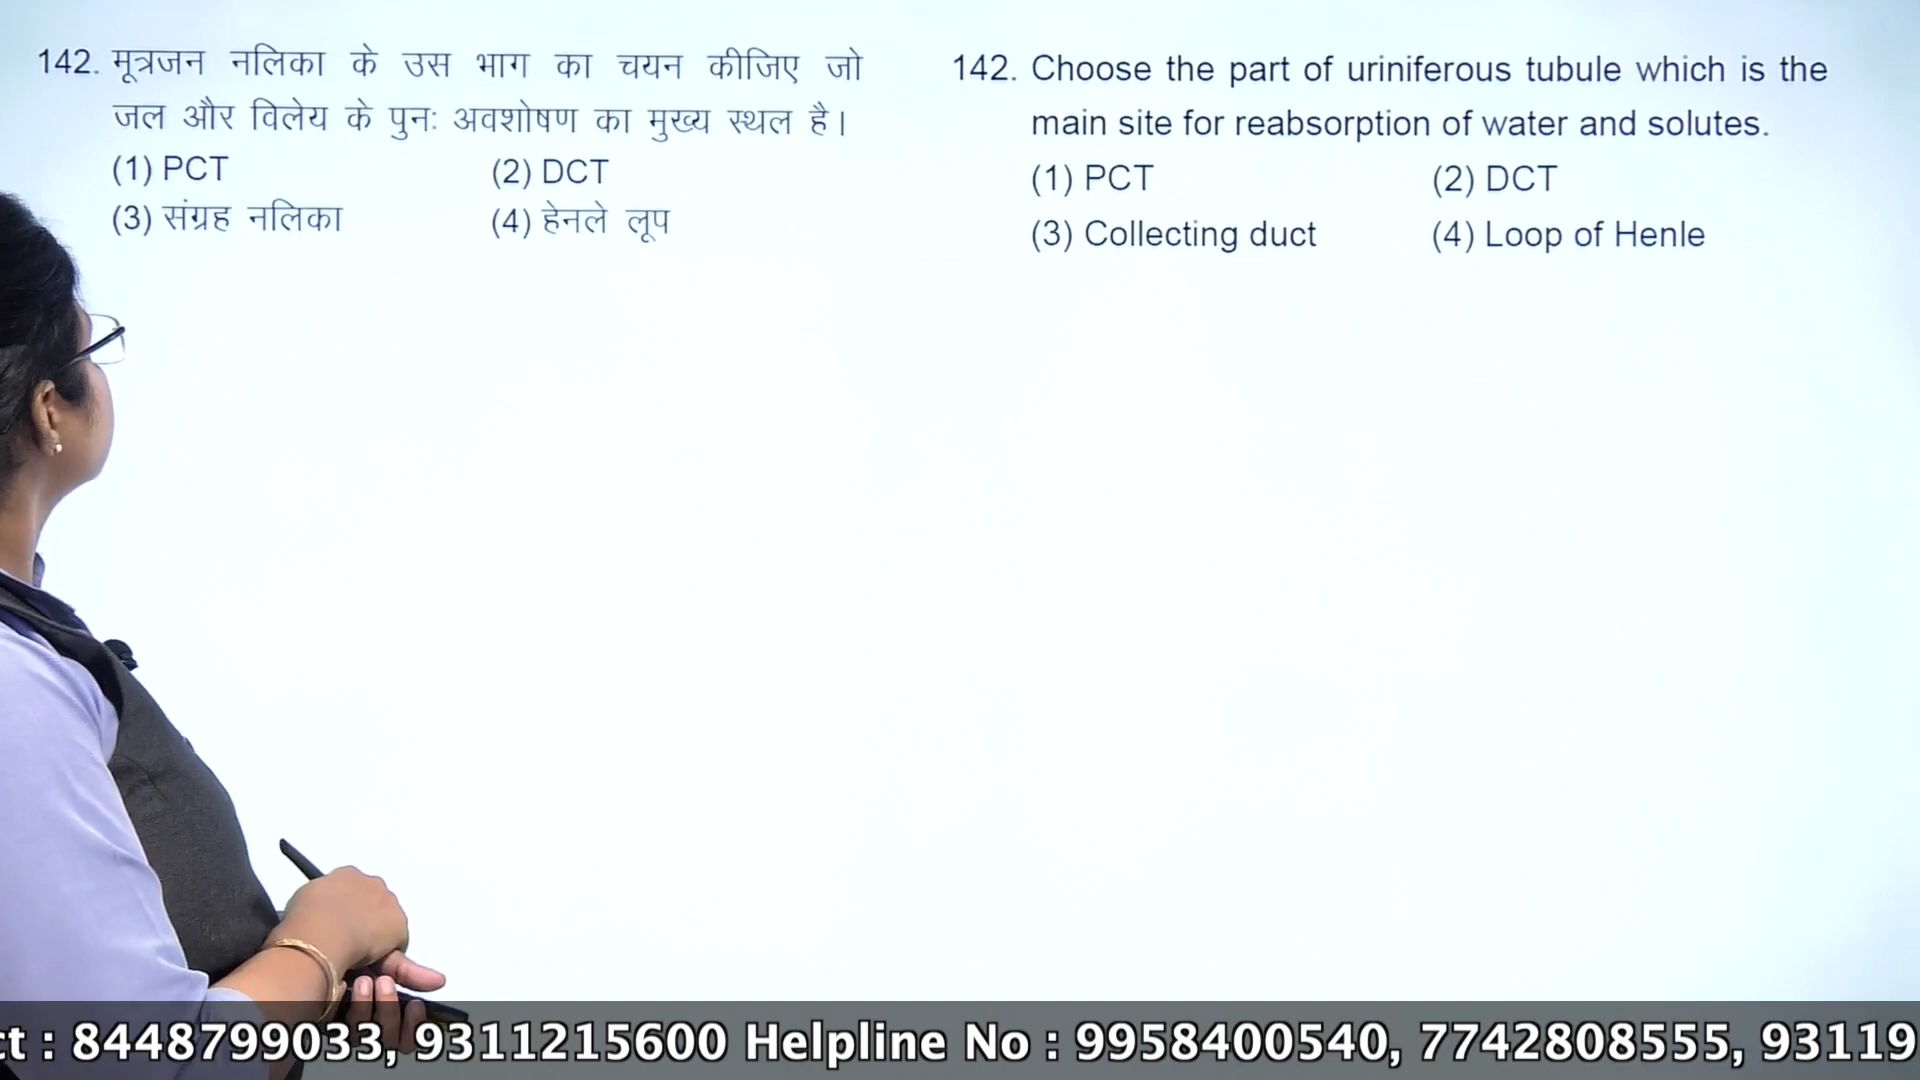 142. मूत्रजन नलिका के उस भाग का चयन कीजिए जो
जल और विलेय के पुनः अवशोषण का मुख्य स्थल है।
(1) PCT (2) DCT
(3) संग्रह नलिका (4) हेनले लूप
142. Choose the part of uriniferous tubule which is the
main site for reabsorption of water and solutes.
(1) PCT (2) DCT
(3) Collecting duct (4) Loop of Henle
ct : 8448799033, 9311215600 Helpline No : 9958400540, 7742808555, 93119